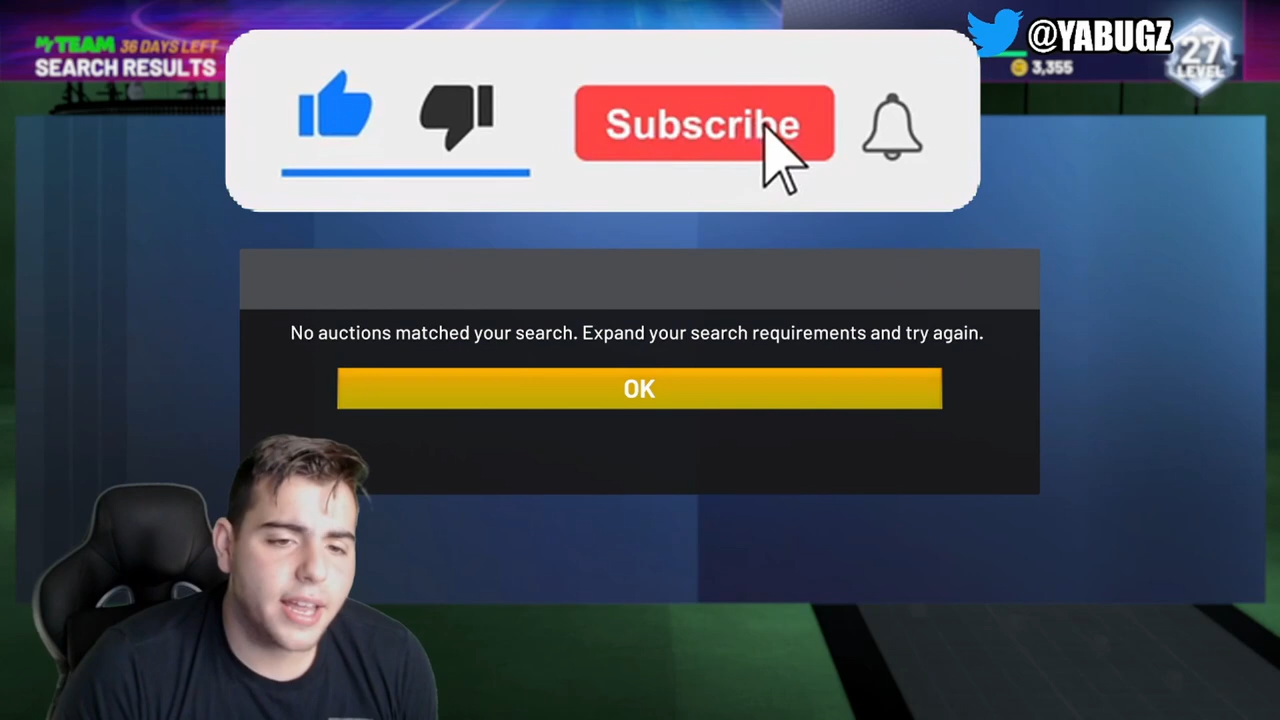 MyTEAM 36 DAYS LEFT
SEARCH RESULTS
@YABUGZ
3,355
27
LEVEL
Subscribe
No auctions matched your search. Expand your search requirements and try again.
OK